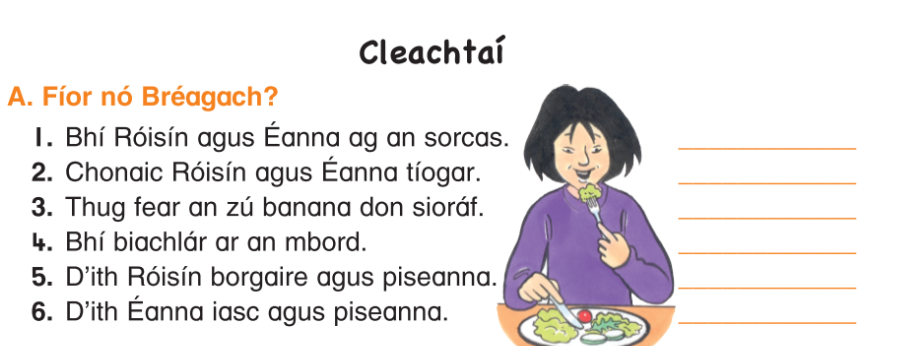 Cleachtaí
A. Fíor nó Bréagach?
1. Bhí Róisín agus Éanna ag an sorcas.
2. Chonaic Róisín agus Éanna tíogar.
3. Thug fear an zú banana don sioráf.
4. Bhí biachlár ar an mbord.
5. D'ith Róisín borgaire agus piseanna.
6. D'ith Éanna iasc agus piseanna.